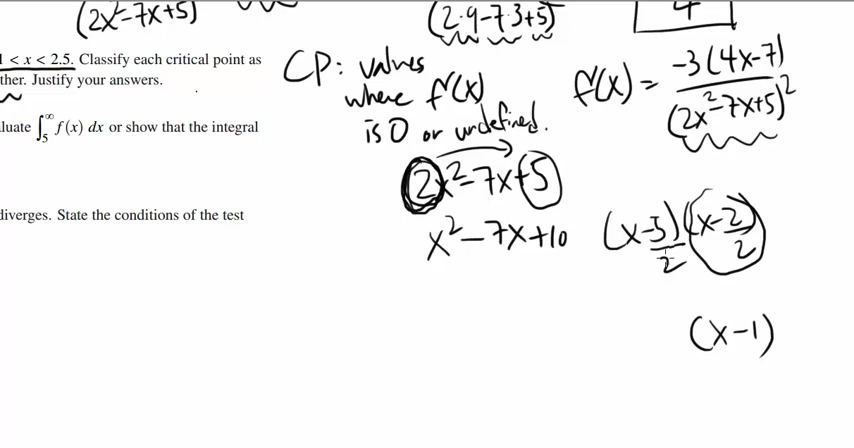 (2x²-7x+5)
(2·9-7·3+5)
4
1 < x < 2.5. Classify each critical point as
ther. Justify your answers.
luate ∫₅^∞ f(x) dx or show that the integral
diverges. State the conditions of the test
CP: values
where f'(x)
is 0 or undefined.
f'(x) = -3(4x-7)/(2x²-7x+5)²
2x²-7x+5
x²-7x+10
(x-5/2)(x-2/2)
(x-1)